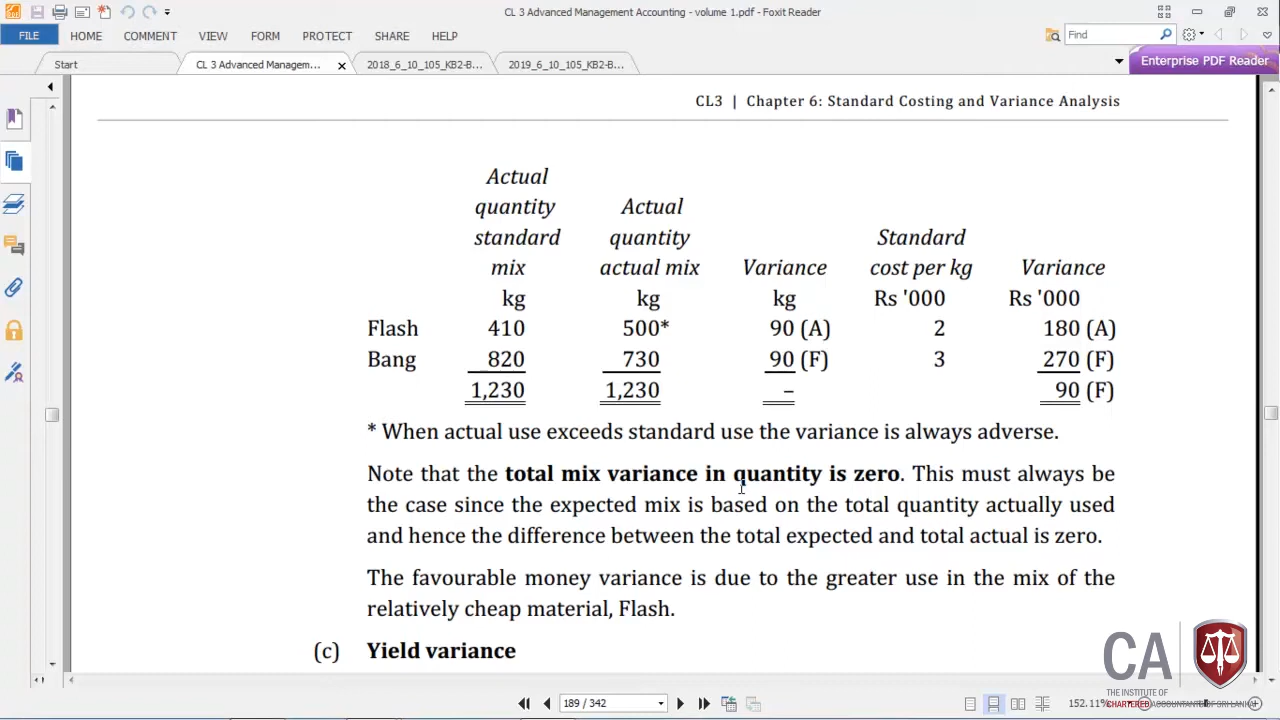 CL 3 Advanced Management Accounting - volume 1.pdf - Foxit Reader
FILE HOME COMMENT VIEW FORM PROTECT SHARE HELP Find
Start CL 3 Advanced Managem... 2018_6_10_105_KB2-B... 2019_6_10_105_KB2-B... Enterprise PDF Reader
CL3 | Chapter 6: Standard Costing and Variance Analysis
Actual
quantity Actual
standard quantity Standard
mix actual mix Variance cost per kg Variance
kg kg kg Rs '000 Rs '000
Flash 410 500* 90 (A) 2 180 (A)
Bang 820 730 90 (F) 3 270 (F)
1,230 1,230 – 90 (F)
* When actual use exceeds standard use the variance is always adverse.
Note that the total mix variance in quantity is zero. This must always be
the case since the expected mix is based on the total quantity actually used
and hence the difference between the total expected and total actual is zero.
The favourable money variance is due to the greater use in the mix of the
relatively cheap material, Flash.
(c) Yield variance
CA
THE INSTITUTE OF
CHARTERED ACCOUNTANTS OF SRI LANKA
189 / 342 152.11%